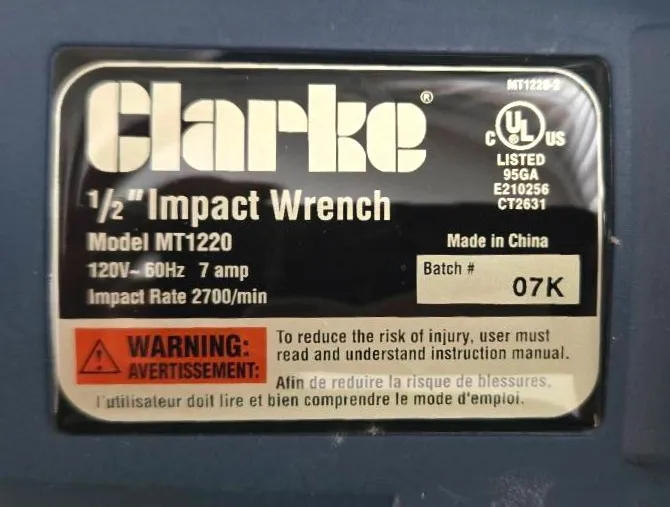 Clarke®
MT1220-2
C UL US
LISTED
95GA
E210256
CT2631
1/2" Impact Wrench
Model MT1220
120V~ 60Hz 7 amp
Impact Rate 2700/min
Made in China
Batch #
07K
WARNING:
AVERTISSEMENT:
To reduce the risk of injury, user must
read and understand instruction manual.
Afin de reduire la risque de blessures,
l'utilisateur doit lire et bien comprendre le mode d'emploi.